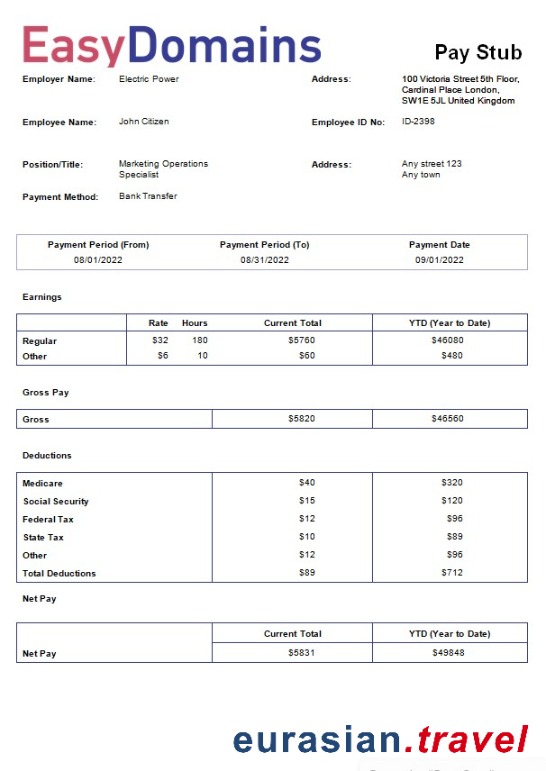 EasyDomains
Pay Stub
Employer Name: Electric Power Address: 100 Victoria Street 5th Floor,
Cardinal Place London,
SW1E 5JL United Kingdom
Employee Name: John Citizen Employee ID No: ID-2398
Position/Title: Marketing Operations Address: Any street 123
Specialist Any town
Payment Method: Bank Transfer
Payment Period (From) Payment Period (To) Payment Date
08/01/2022 08/31/2022 09/01/2022
Earnings
Rate Hours Current Total YTD (Year to Date)
Regular $32 180 $5760 $46080
Other $6 10 $60 $480
Gross Pay
Gross $5820 $46560
Deductions
Medicare $40 $320
Social Security $15 $120
Federal Tax $12 $96
State Tax $10 $89
Other $12 $96
Total Deductions $89 $712
Net Pay
Current Total YTD (Year to Date)
Net Pay $5831 $49848
eurasian.travel